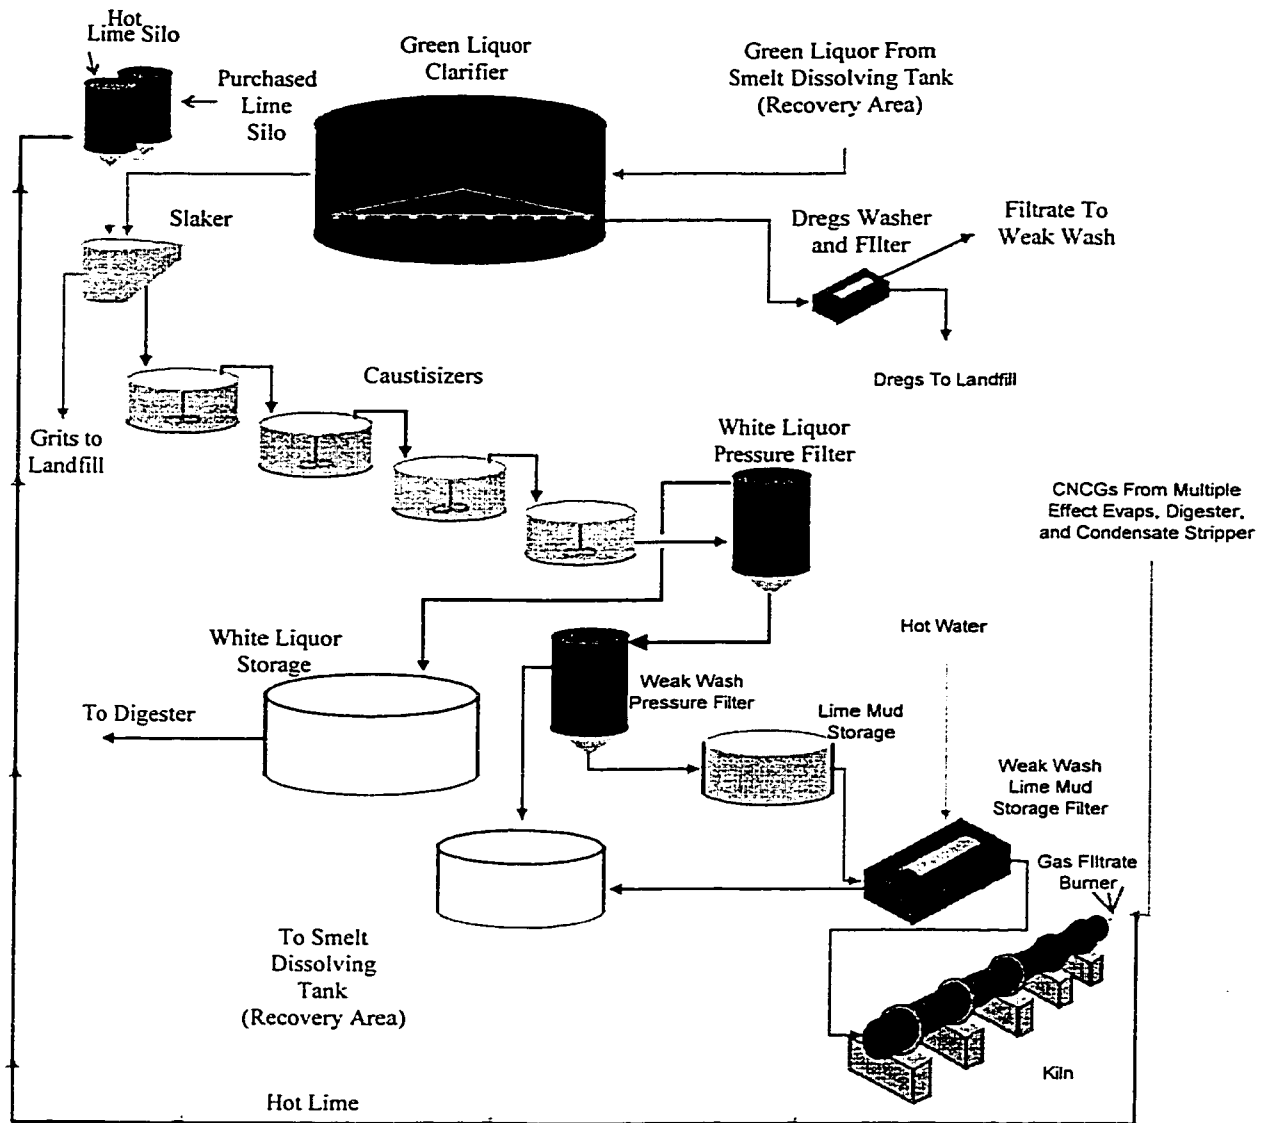 Hot
Lime Silo
Purchased
Lime
Silo
Green Liquor
Clarifier
Green Liquor From
Smelt Dissolving Tank
(Recovery Area)
Slaker
Dregs Washer
and FIlter
Filtrate To
Weak Wash
Dregs To Landfill
Caustisizers
Grits to
Landfill
White Liquor
Pressure Filter
CNCGs From Multiple
Effect Evaps, Digester,
and Condensate Stripper
White Liquor
Storage
To Digester
Weak Wash
Pressure Filter
Hot Water
Lime Mud
Storage
Weak Wash
Lime Mud
Storage Filter
Gas FIltrate
Burner
To Smelt
Dissolving
Tank
(Recovery Area)
Kiln
Hot Lime